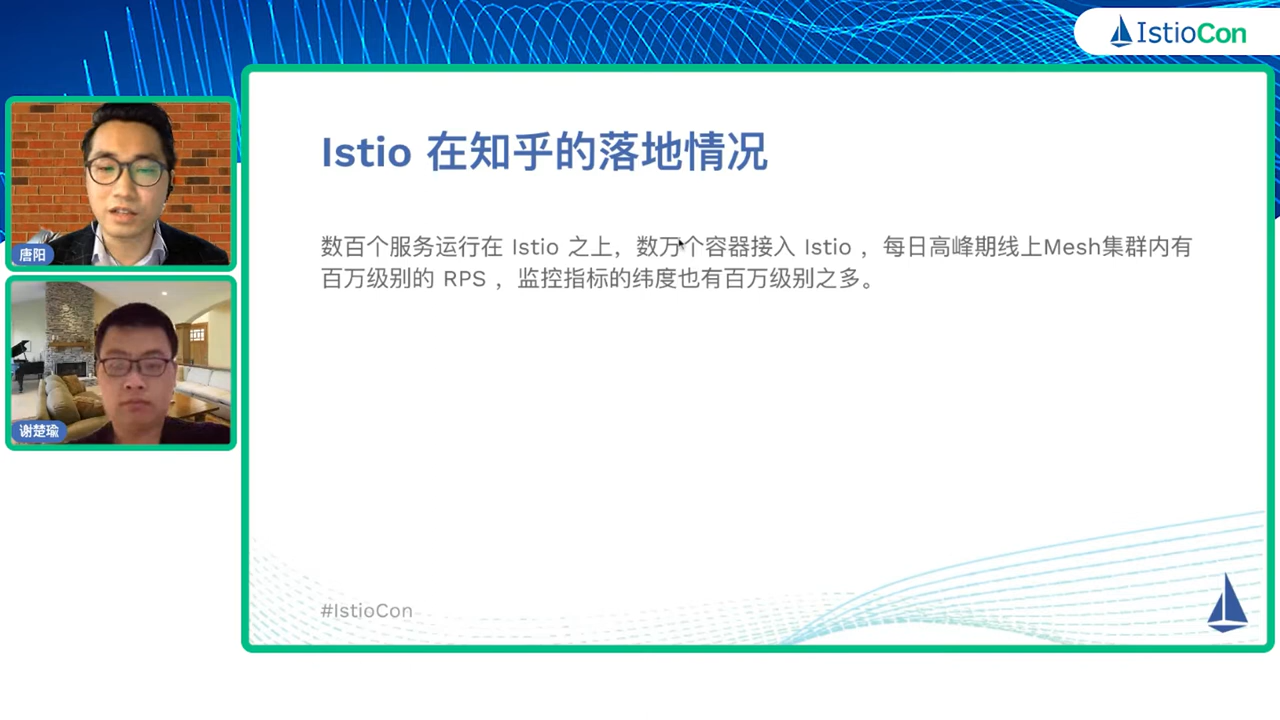 IstioCon
Istio 在知乎的落地情况
数百个服务运行在 Istio 之上，数万个容器接入 Istio ，每日高峰期线上Mesh集群内有
百万级别的 RPS ，监控指标的纬度也有百万级别之多。
唐阳
谢楚瑜
#IstioCon